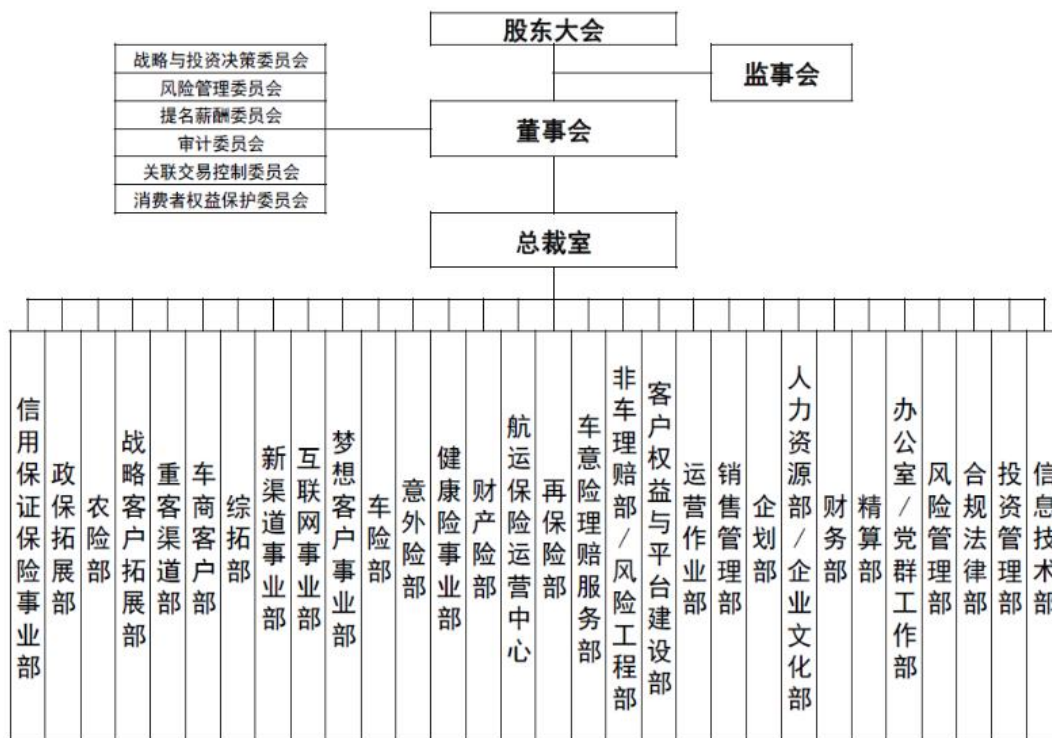 股东大会
战略与投资决策委员会
风险管理委员会
提名薪酬委员会
审计委员会
关联交易控制委员会
消费者权益保护委员会
监事会
董事会
总裁室
信用保证保险事业部
政保拓展部
农险部
战略客户拓展部
重客渠道部
车商客户部
综拓部
新渠道事业部
互联网事业部
梦想客户事业部
车险部
意外险部
健康险事业部
财产险部
航运保险运营中心
再保险部
车意险理赔服务部
非车理赔部/风险工程部
客户权益与平台建设部
运营作业部
销售管理部
企划部
人力资源部/企业文化部
财务部
精算部
办公室/党群工作部
风险管理部
合规法律部
投资管理部
信息技术部